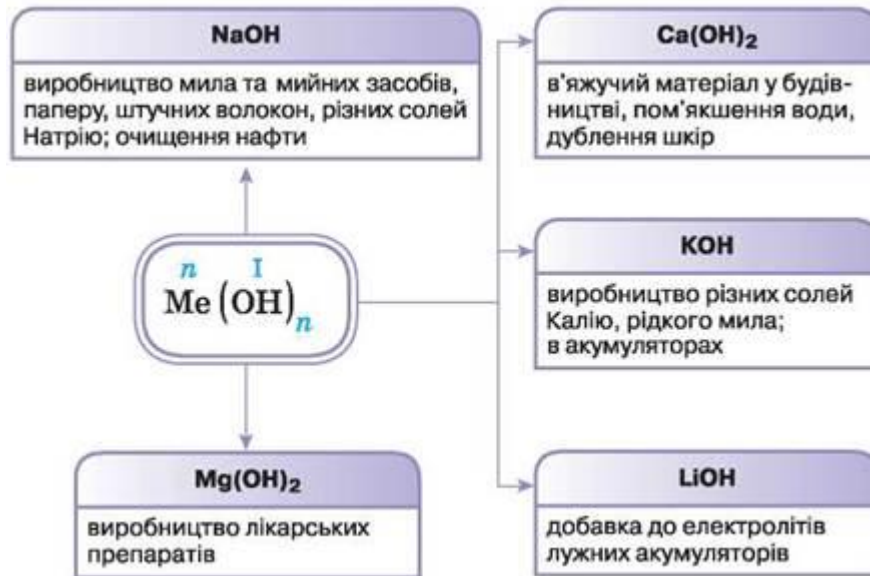 NaOH
виробництво мила та мийних засобів,
паперу, штучних волокон, різних солей
Натрію; очищення нафти
Ca(OH)₂
в'яжучий матеріал у будів-
ництві, пом'якшення води,
дублення шкір
n I
Me (OH)n
KOH
виробництво різних солей
Калію, рідкого мила;
в акумуляторах
Mg(OH)₂
виробництво лікарських
препаратів
LiOH
добавка до електролітів
лужних акумуляторів